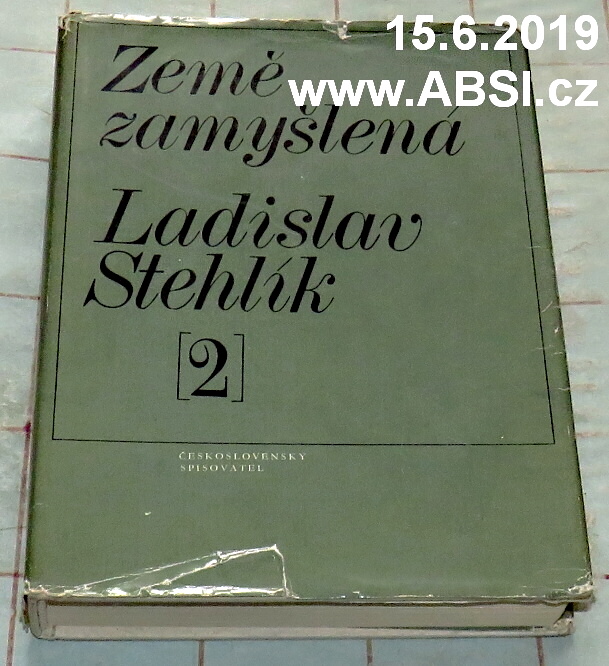 15.6.2019
www.ABSI.cz
Země
zamyšlená
Ladislav
Stehlík
[2]
ČESKOSLOVENSKÝ
SPISOVATEL